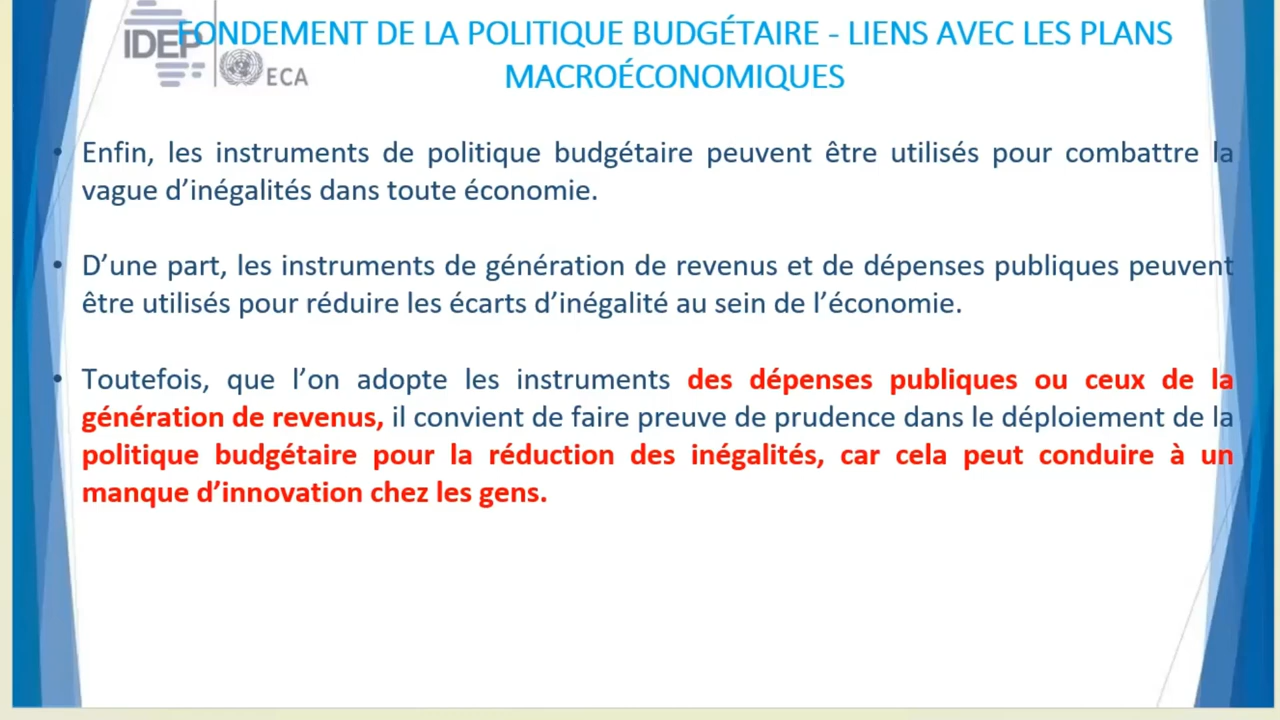 FONDEMENT DE LA POLITIQUE BUDGÉTAIRE - LIENS AVEC LES PLANS
MACROÉCONOMIQUES
IDEP
ECA
• Enfin, les instruments de politique budgétaire peuvent être utilisés pour combattre la
vague d’inégalités dans toute économie.
• D’une part, les instruments de génération de revenus et de dépenses publiques peuvent
être utilisés pour réduire les écarts d’inégalité au sein de l’économie.
• Toutefois, que l’on adopte les instruments des dépenses publiques ou ceux de la
génération de revenus, il convient de faire preuve de prudence dans le déploiement de la
politique budgétaire pour la réduction des inégalités, car cela peut conduire à un
manque d’innovation chez les gens.